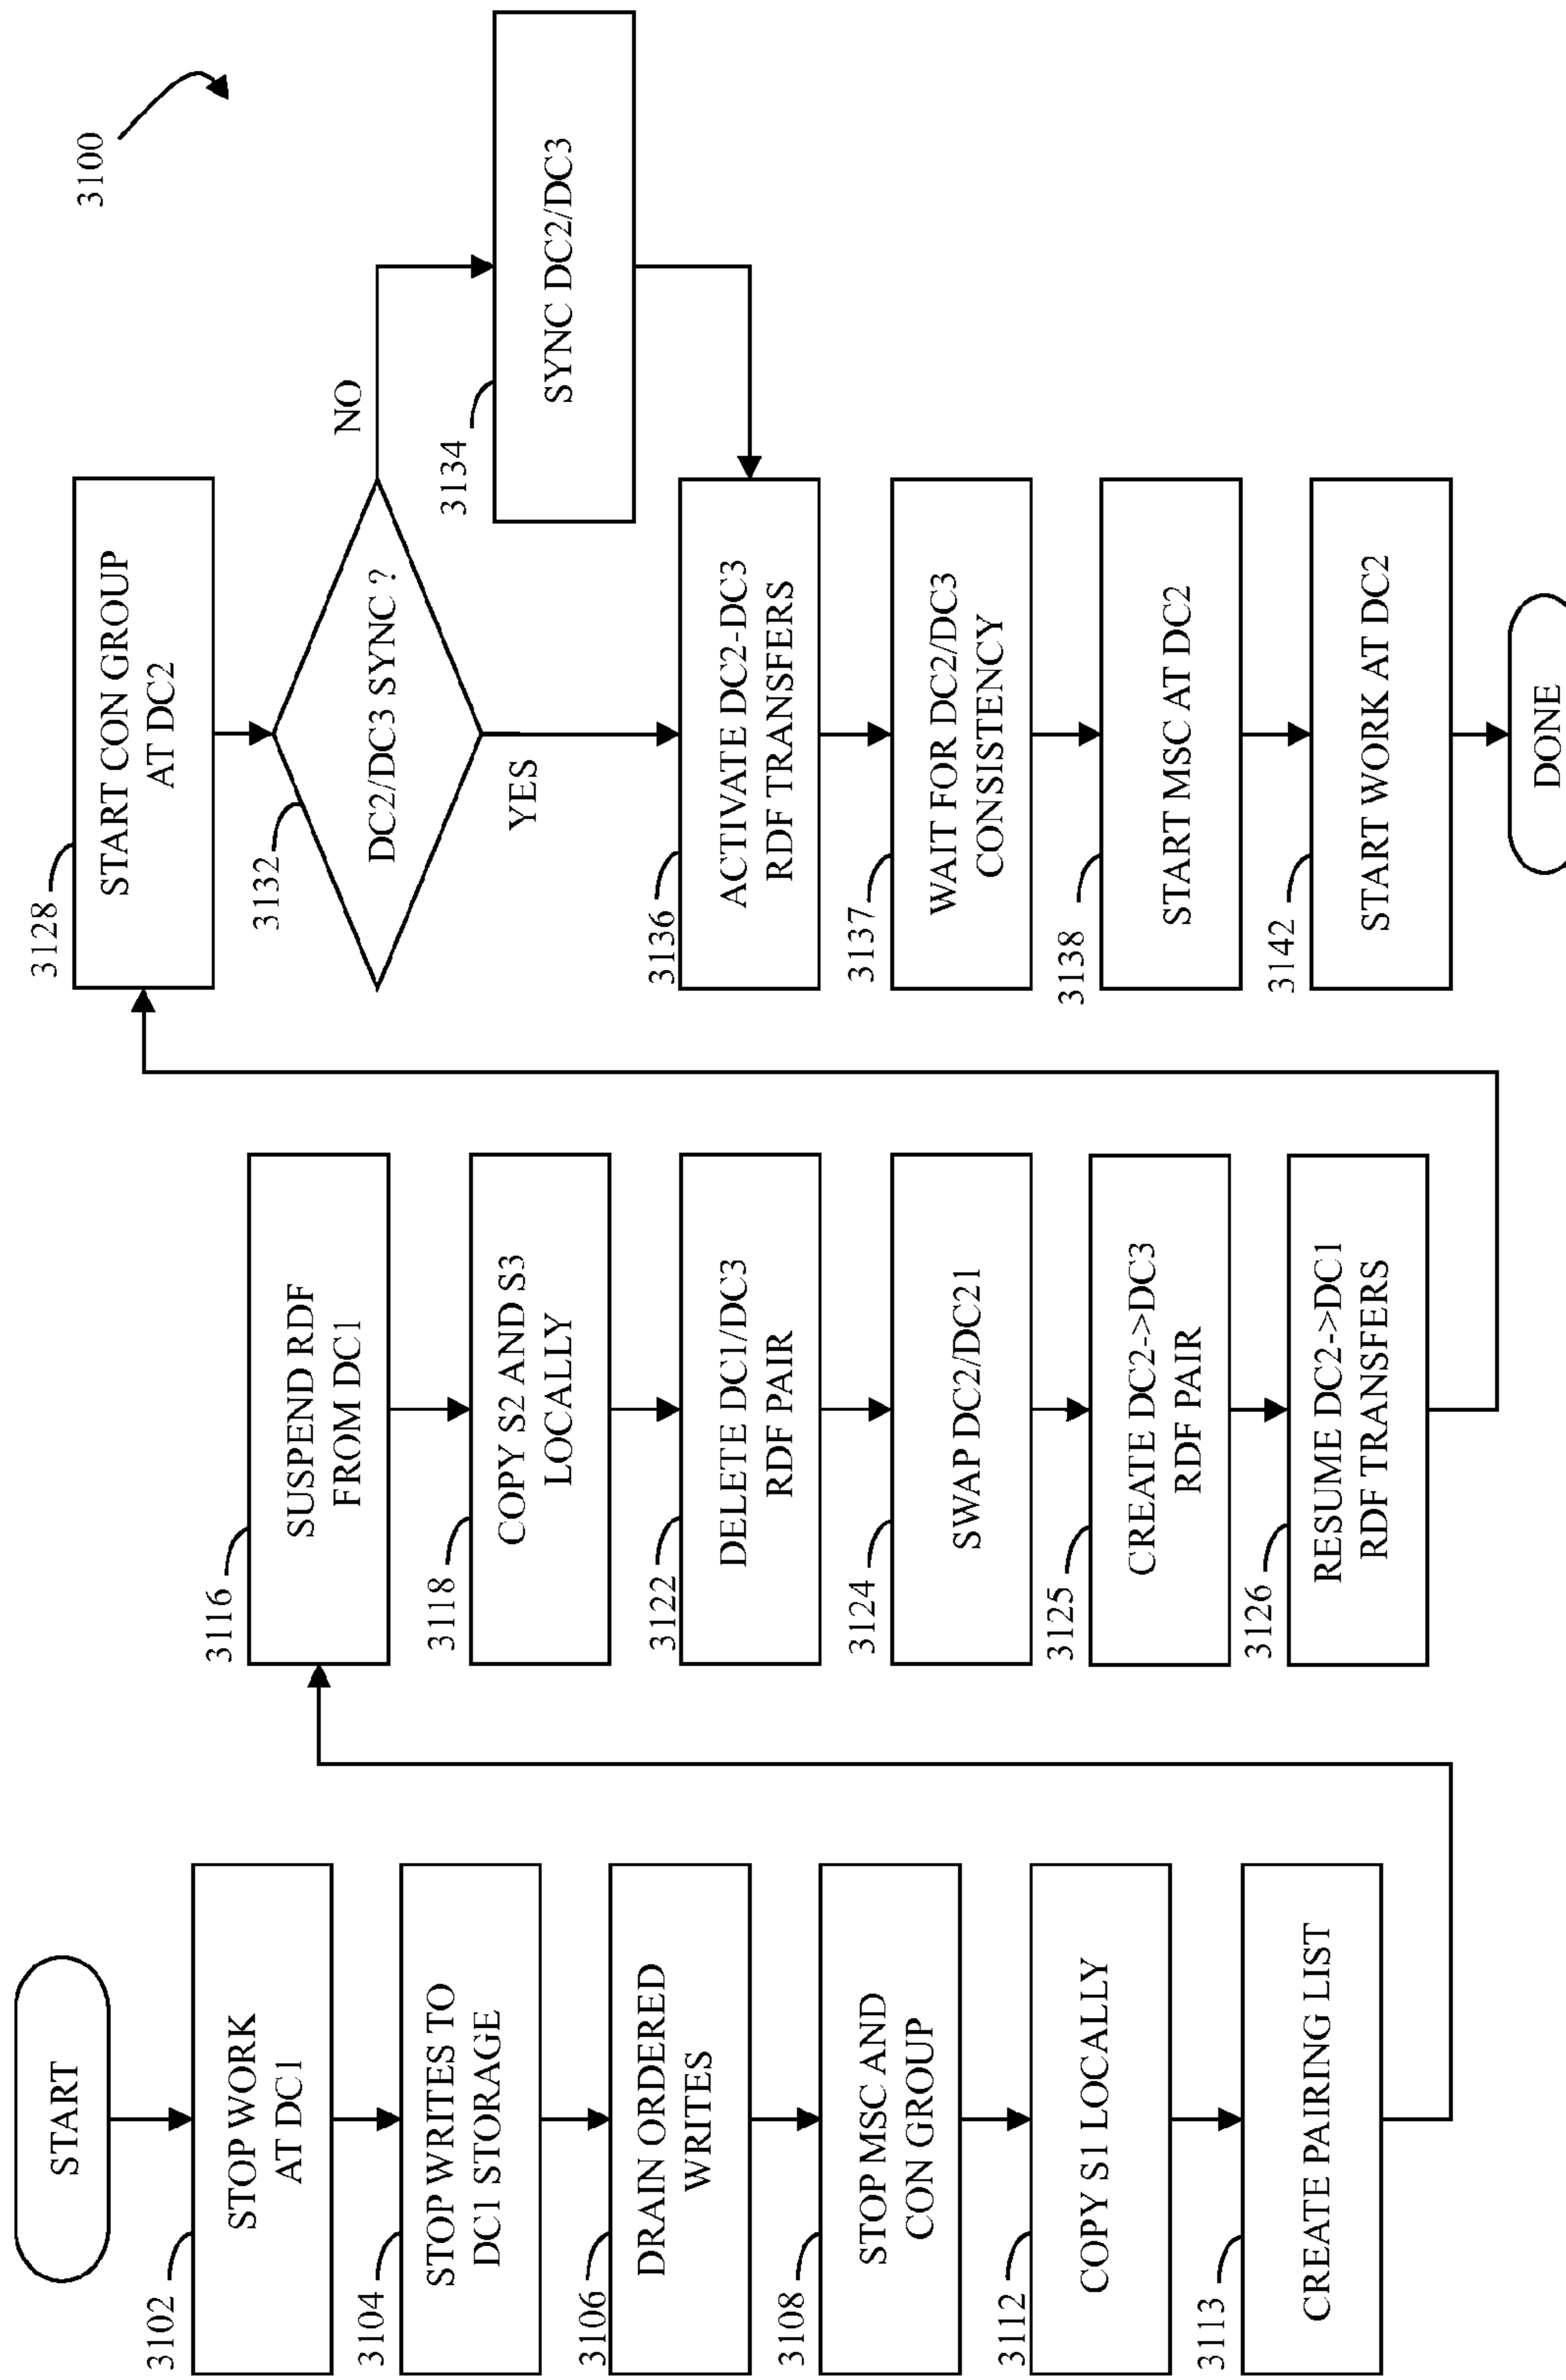 3100
START
3102
STOP WORK
AT DC1
3104
STOP WRITES TO
DC1 STORAGE
3106
DRAIN ORDERED
WRITES
3108
STOP MSC AND
CON GROUP
3112
COPY S1 LOCALLY
3113
CREATE PAIRING LIST
3116
SUSPEND RDF
FROM DC1
3118
COPY S2 AND S3
LOCALLY
3122
DELETE DC1/DC3
RDF PAIR
3124
SWAP DC2/DC21
3125
CREATE DC2->DC3
RDF PAIR
3126
RESUME DC2->DC1
RDF TRANSFERS
3128
START CON GROUP
AT DC2
3132
DC2/DC3 SYNC ?
NO
YES
3134
SYNC DC2/DC3
3136
ACTIVATE DC2-DC3
RDF TRANSFERS
3137
WAIT FOR DC2/DC3
CONSISTENCY
3138
START MSC AT DC2
3142
START WORK AT DC2
DONE